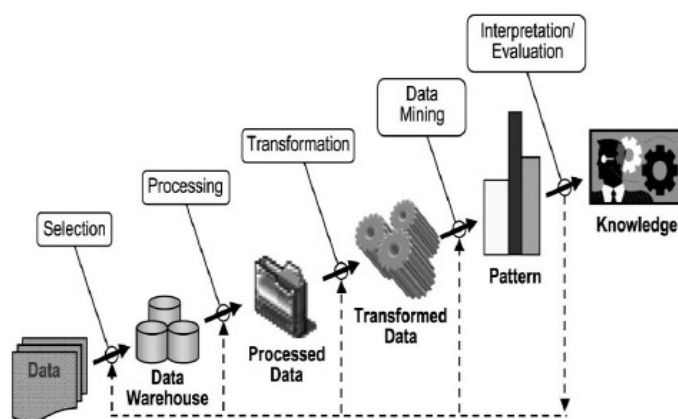 Interpretation/
Evaluation
Data
Mining
Transformation
Processing
Selection
Knowledge
Pattern
Transformed
Data
Processed
Data
Data
Warehouse
Data